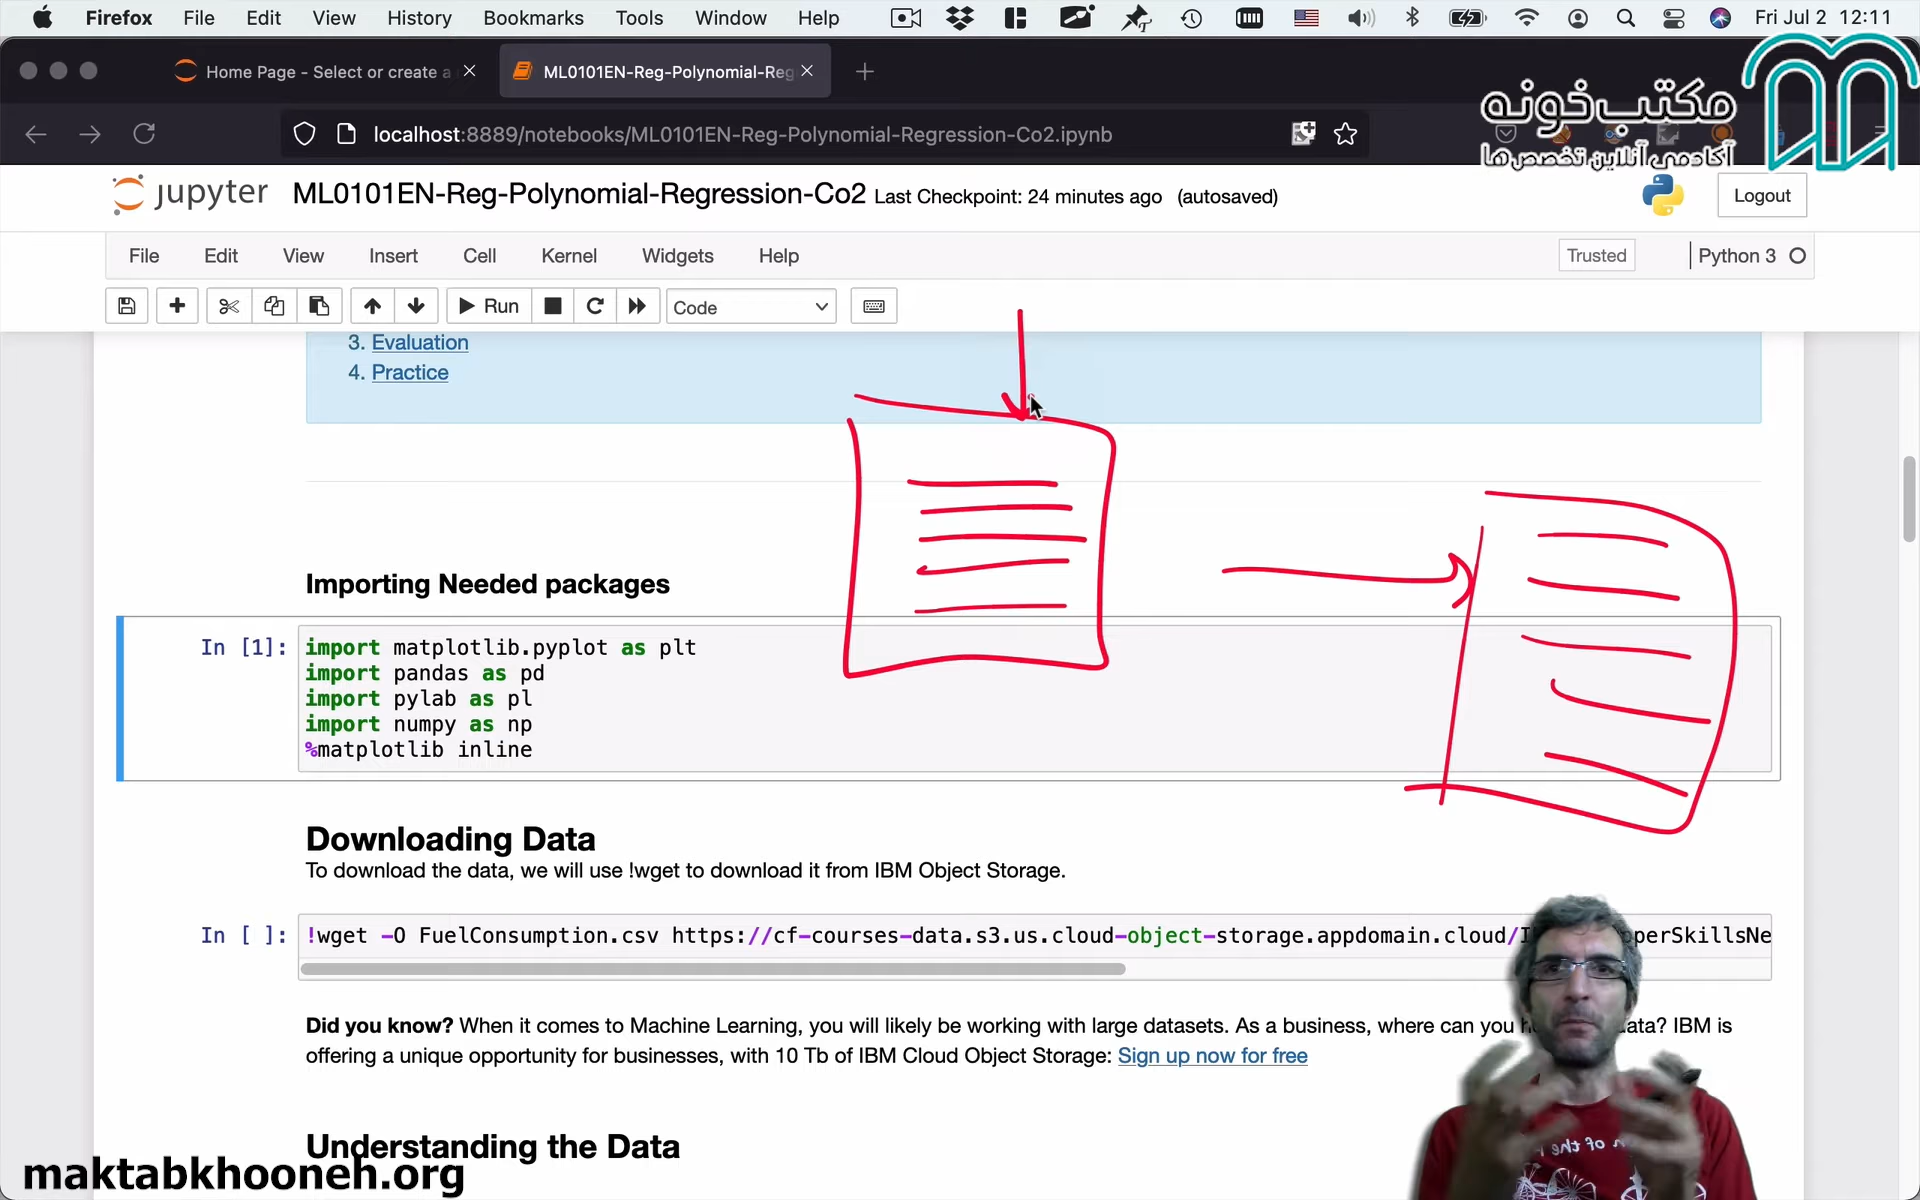 Firefox File Edit View History Bookmarks Tools Window Help Fri Jul 2 12:11
Home Page - Select or create a
ML0101EN-Reg-Polynomial-Reg
مکتب‌خونه
آکادمی آنلاین تخصص‌ها
localhost:8889/notebooks/ML0101EN-Reg-Polynomial-Regression-Co2.ipynb
jupyter ML0101EN-Reg-Polynomial-Regression-Co2 Last Checkpoint: 24 minutes ago (autosaved)
Logout
File Edit View Insert Cell Kernel Widgets Help Trusted Python 3
Run Code
3. Evaluation
4. Practice
Importing Needed packages
In [1]: import matplotlib.pyplot as plt
import pandas as pd
import pylab as pl
import numpy as np
%matplotlib inline
Downloading Data
To download the data, we will use !wget to download it from IBM Object Storage.
In [ ]: !wget -O FuelConsumption.csv https://cf-courses-data.s3.us.cloud-object-storage.appdomain.cloud/
Did you know? When it comes to Machine Learning, you will likely be working with large datasets. As a business, where can you data? IBM is
offering a unique opportunity for businesses, with 10 Tb of IBM Cloud Object Storage: Sign up now for free
Understanding the Data
maktabkhooneh.org